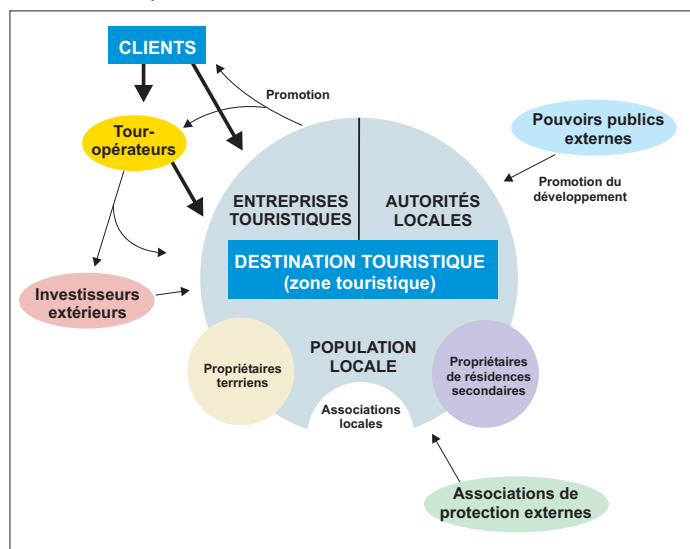 CLIENTS
Promotion
Tour-
opérateurs
Pouvoirs publics
externes
Promotion du
développement
ENTREPRISES
TOURISTIQUES
AUTORITÉS
LOCALES
DESTINATION TOURISTIQUE
(zone touristique)
Investisseurs
extérieurs
POPULATION
LOCALE
Propriétaires
terrriens
Propriétaires
de résidences
secondaires
Associations
locales
Associations de
protection externes